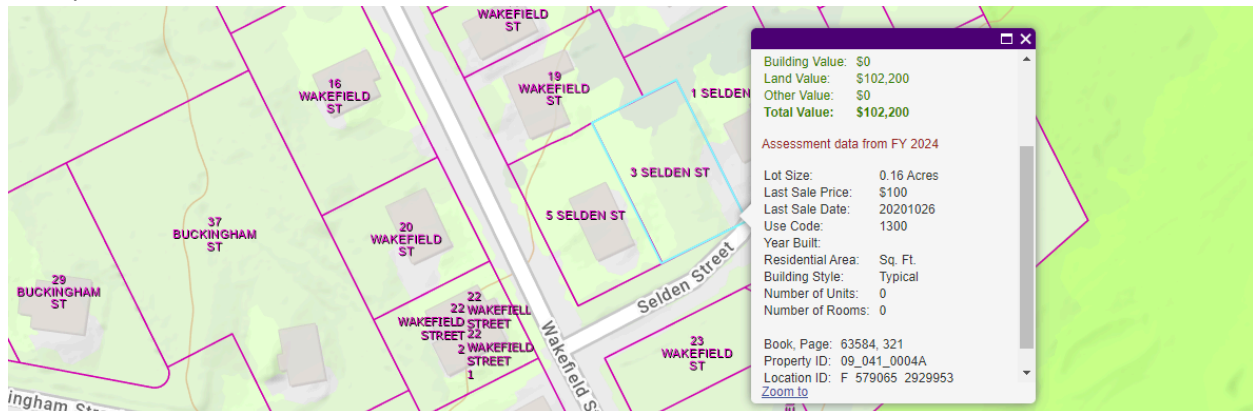 WAKEFIELD
ST
16
WAKEFIELD
ST
19
WAKEFIELD
ST
1 SELDEN
3 SELDEN ST
5 SELDEN ST
37
BUCKINGHAM
ST
20
WAKEFIELD
ST
29
BUCKINGHAM
ST
22
22 WAKEFIELL
WAKEFIELD STREET
STREET 22
2 WAKEFIELD
STREET
1
23
WAKEFIELD
ST
Selden Street
Wakefield S
ingham Str
Building Value: $0
Land Value: $102,200
Other Value: $0
Total Value: $102,200
Assessment data from FY 2024
Lot Size: 0.16 Acres
Last Sale Price: $100
Last Sale Date: 20201026
Use Code: 1300
Year Built:
Residential Area: Sq. Ft.
Building Style: Typical
Number of Units: 0
Number of Rooms: 0
Book, Page: 63584, 321
Property ID: 09_041_0004A
Location ID: F_579065_2929953
Zoom to